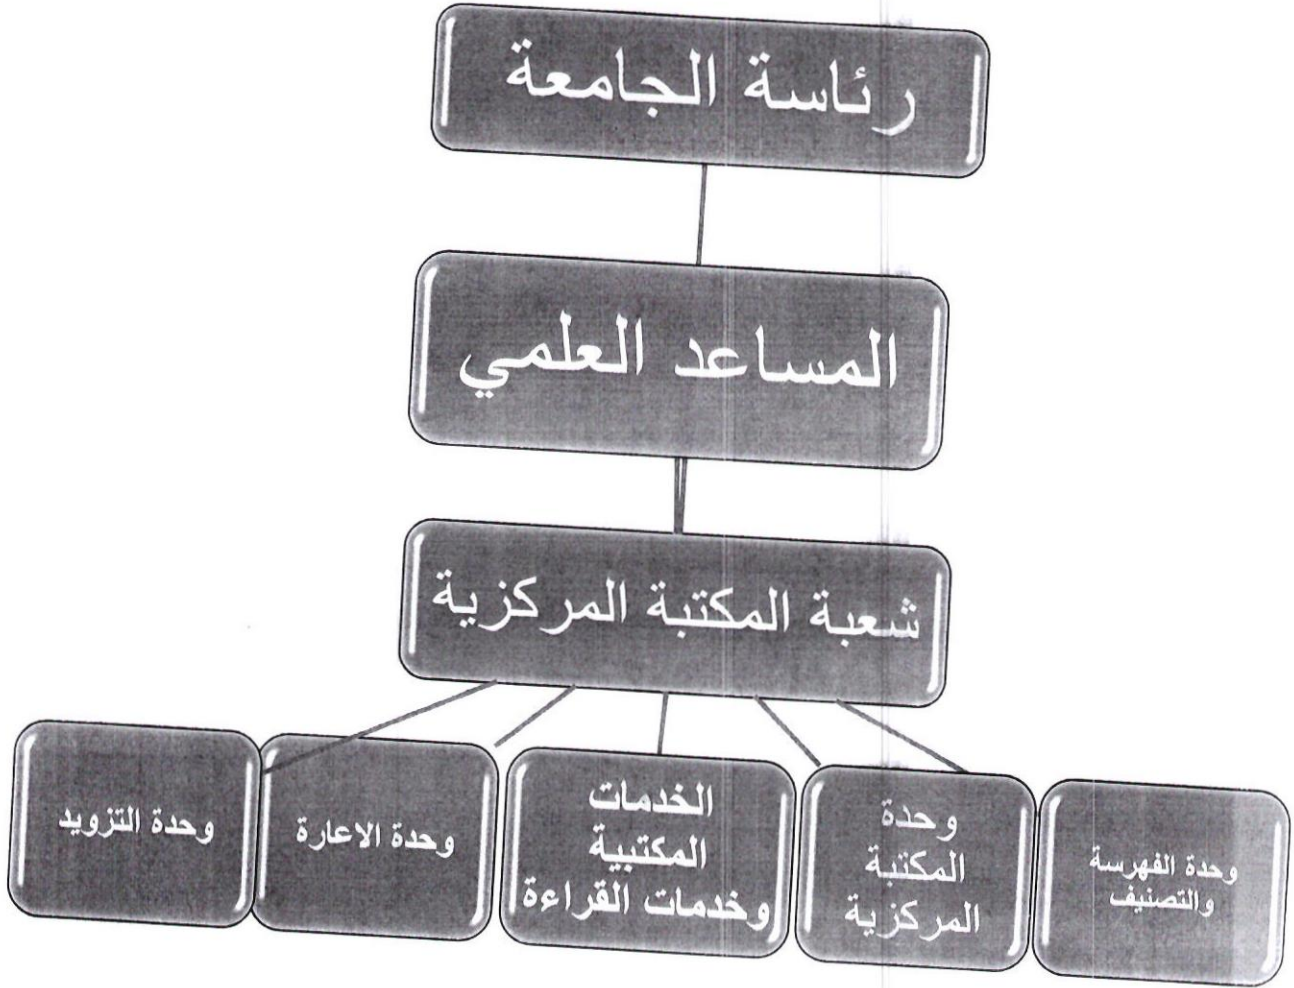 رئاسة الجامعة
المساعد العلمي
شعبة المكتبة المركزية
وحدة الفهرسة
والتصنيف
وحدة
المكتبة
المركزية
الخدمات
المكتبية
وخدمات القراءة
وحدة الاعارة
وحدة التزويد